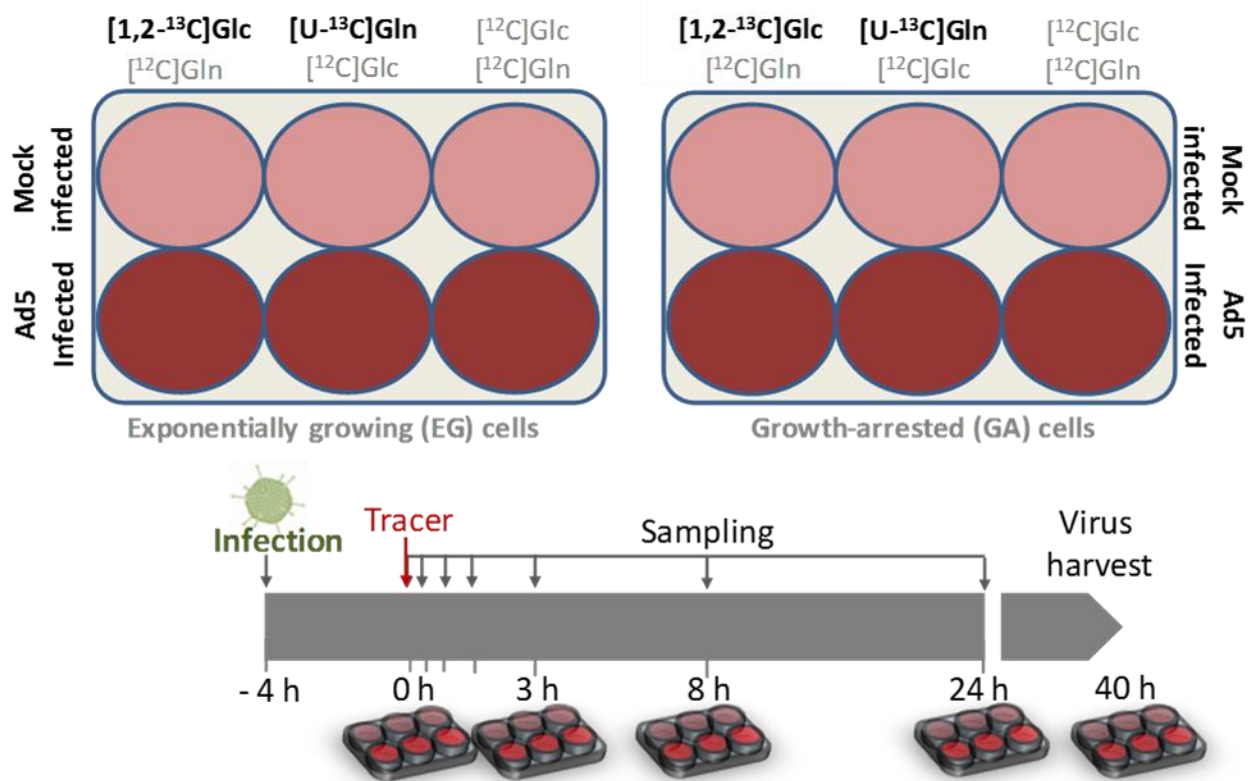 [1,2-¹³C]Glc [U-¹³C]Gln [¹²C]Glc
[¹²C]Gln [¹²C]Glc [¹²C]Gln
[1,2-¹³C]Glc [U-¹³C]Gln [¹²C]Glc
[¹²C]Gln [¹²C]Glc [¹²C]Gln
Mock
infected
Ad5
Infected
Mock
infected
Ad5
Infected
Exponentially growing (EG) cells
Growth-arrested (GA) cells
Infection
Tracer
Sampling
Virus
harvest
- 4 h 0 h 3 h 8 h 24 h 40 h